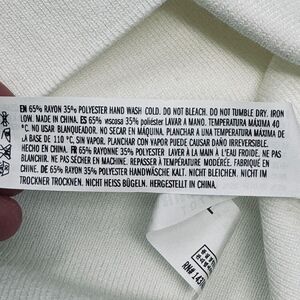 EN 65% RAYON 35% POLYESTER HAND WASH COLD. DO NOT BLEACH. DO NOT TUMBLE DRY. IRON
LOW. MADE IN CHINA. ES 65% viscosa 35% poliéster LAVAR A MANO. TEMPERATURA MÁXIMA 40
°C. NO USAR BLANQUEADOR. NO SECAR EN MÁQUINA. PLANCHAR A UNA TEMPERATURA MÁXIMA DE
LA BASE DE 110 °C. SIN VAPOR. CON VAPOR PUEDE CAUSAR DAÑO IRREVERSIBLE.
HECHO EN CHINA. FR 65% RAYONNE 35% POLYESTER LAVER À LA MAIN À L'EAU FROIDE. NE
PAS BLANCHIR. NE PAS SÉCHER EN MACHINE. REPASSER À TEMPÉRATURE MODÉRÉE. FABRIQUÉ EN
CHINE. DE 65% RAYON 35% POLYESTER HANDWÄSCHE KALT. NICHT BLEICHEN. NICHT IM
TROCKNER TROCKNEN. NICHT HEISS BÜGELN. HERGESTELLT IN CHINA.
RN#